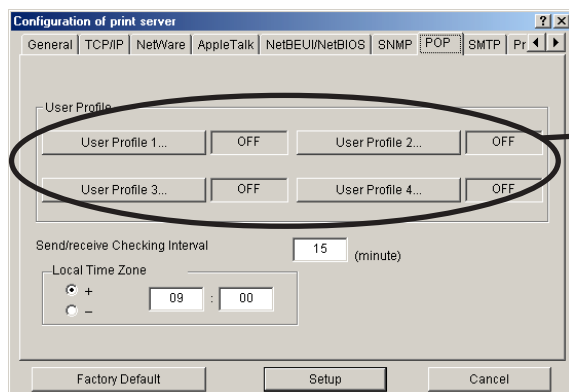 Configuration of print server
General TCP/IP NetWare AppleTalk NetBEUI/NetBIOS SNMP POP SMTP Pr
User Profile
User Profile 1... OFF User Profile 2... OFF
User Profile 3... OFF User Profile 4... OFF
Send/receive Checking Interval 15 (minute)
Local Time Zone
+ 09 : 00
−
Factory Default Setup Cancel